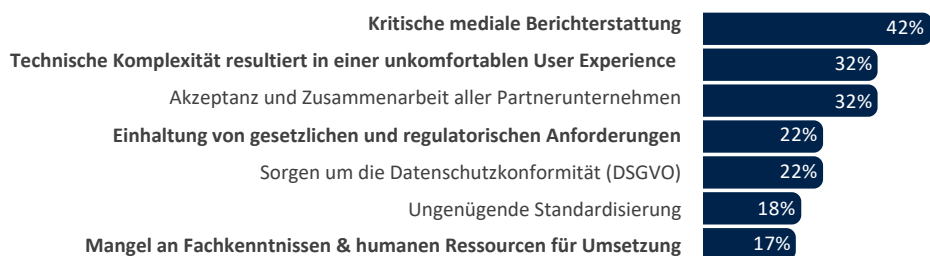 Kritische mediale Berichterstattung 42%
Technische Komplexität resultiert in einer unkomfortablen User Experience 32%
Akzeptanz und Zusammenarbeit aller Partnerunternehmen 32%
Einhaltung von gesetzlichen und regulatorischen Anforderungen 22%
Sorgen um die Datenschutzkonformität (DSGVO) 22%
Ungenügende Standardisierung 18%
Mangel an Fachkenntnissen & humanen Ressourcen für Umsetzung 17%